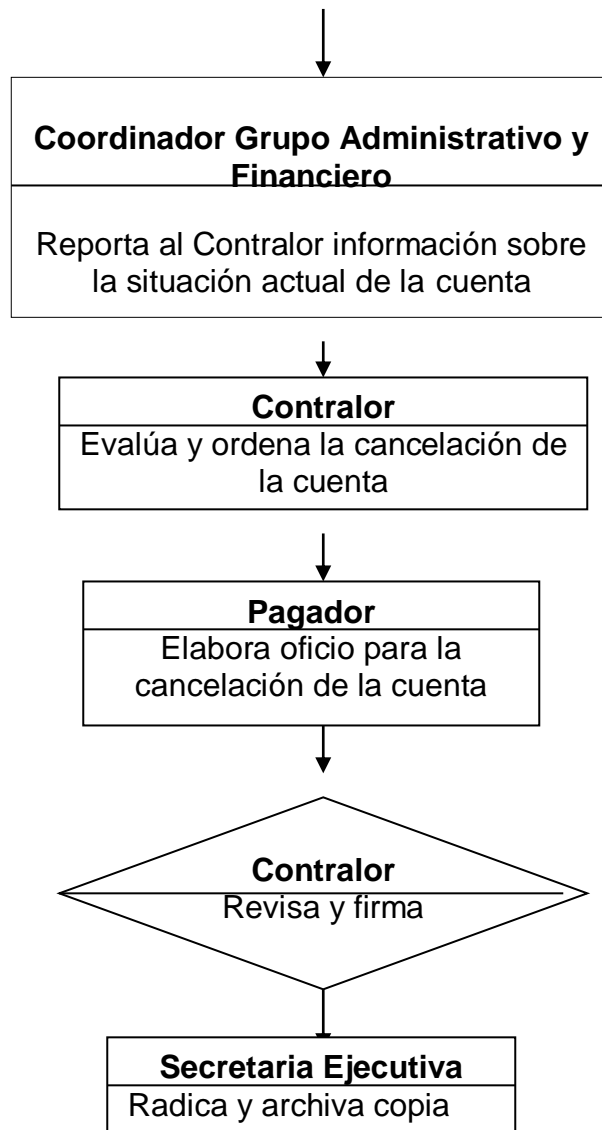 Coordinador Grupo Administrativo y
Financiero
Reporta al Contralor información sobre
la situación actual de la cuenta
Contralor
Evalúa y ordena la cancelación de
la cuenta
Pagador
Elabora oficio para la
cancelación de la cuenta
Contralor
Revisa y firma
Secretaria Ejecutiva
Radica y archiva copia